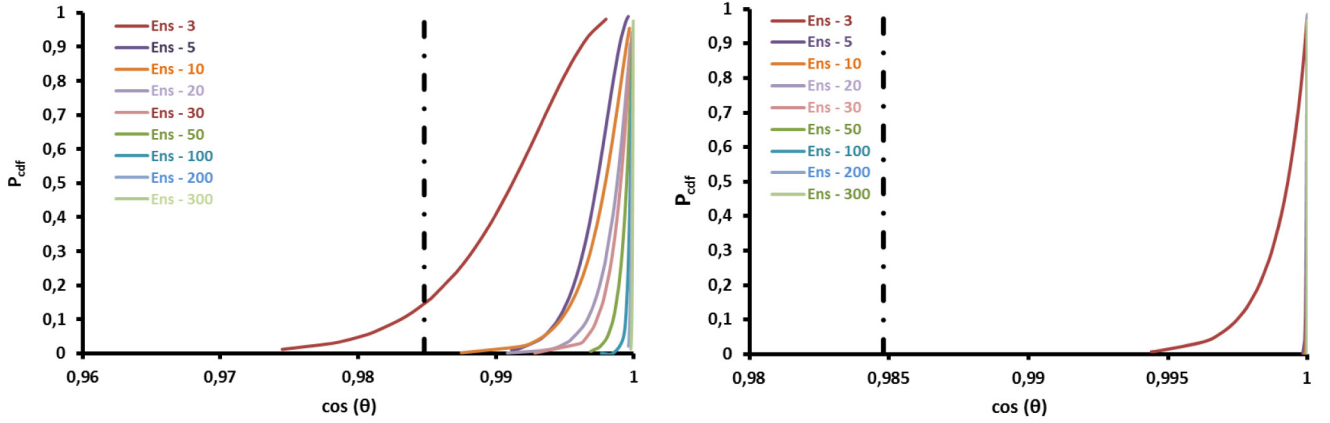 1
0,9
0,8
0,7
0,6
0,5
0,4
0,3
0,2
0,1
0
P_cdf
Ens - 3
Ens - 5
Ens - 10
Ens - 20
Ens - 30
Ens - 50
Ens - 100
Ens - 200
Ens - 300
0,96 0,97 0,98 0,99 1
cos (θ)
1
0,9
0,8
0,7
0,6
0,5
0,4
0,3
0,2
0,1
0
P_cdf
Ens - 3
Ens - 5
Ens - 10
Ens - 20
Ens - 30
Ens - 50
Ens - 100
Ens - 200
Ens - 300
0,98 0,985 0,99 0,995 1
cos (θ)